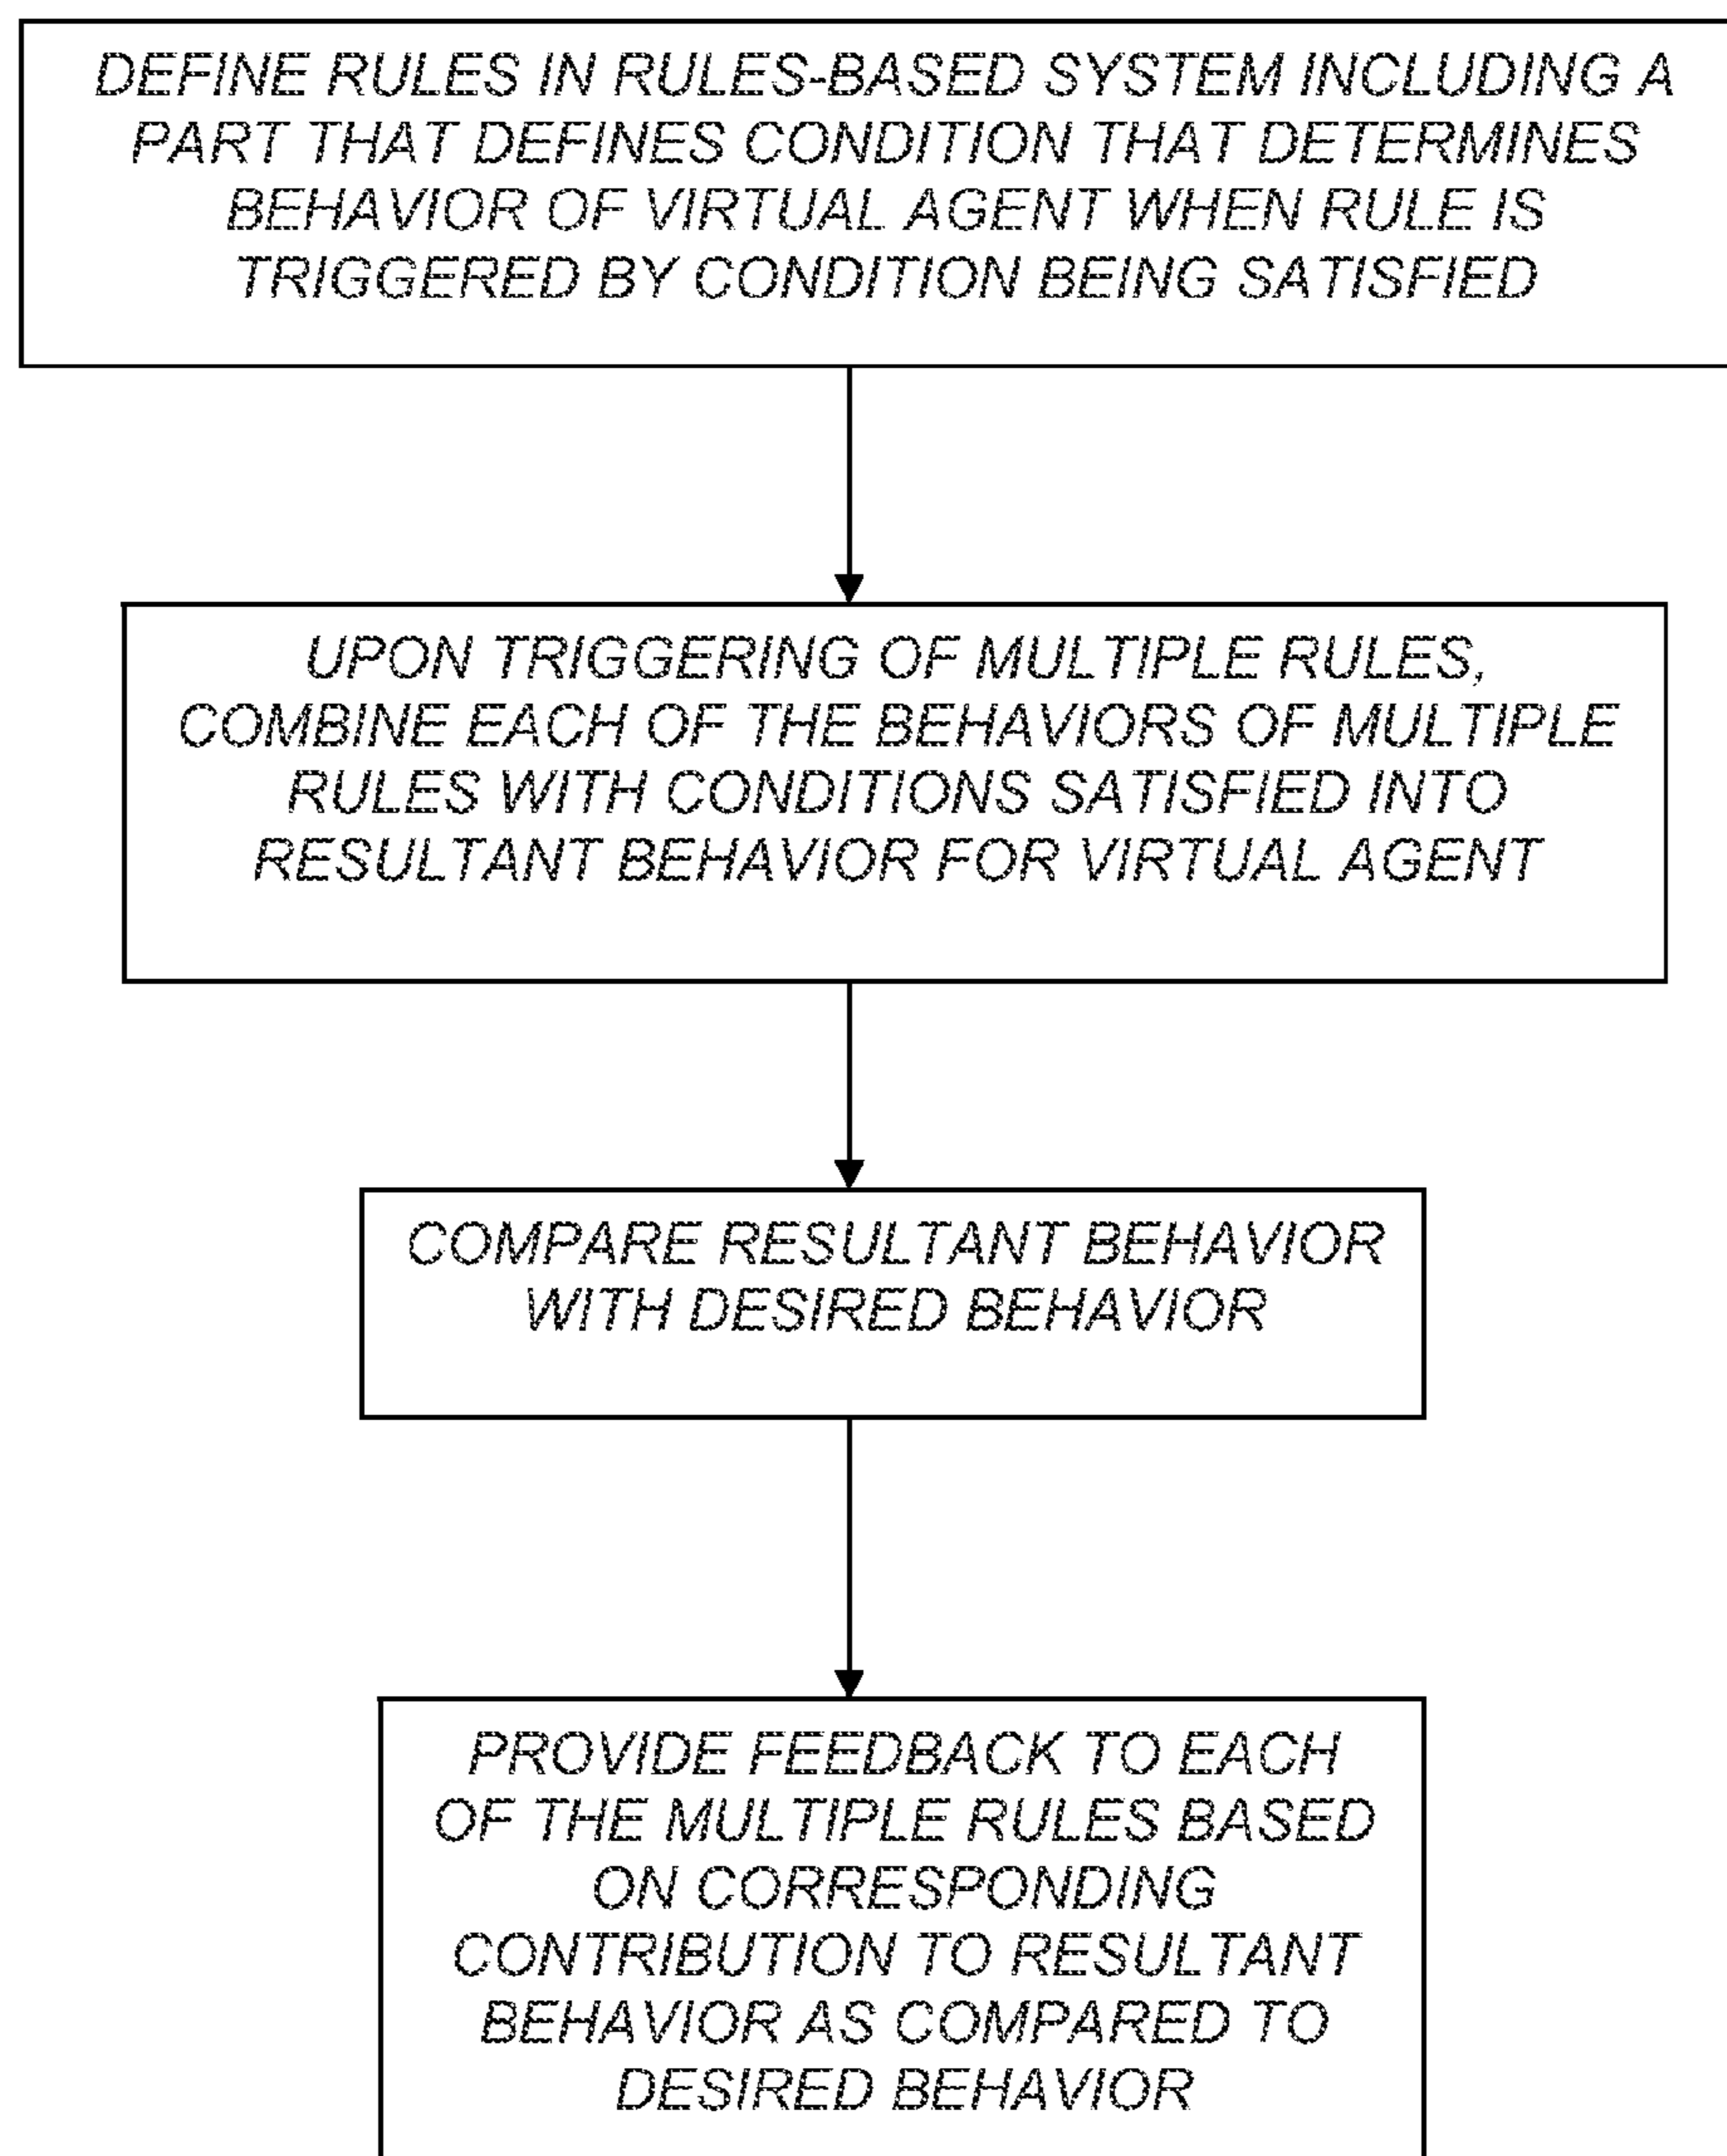 DEFINE RULES IN RULES-BASED SYSTEM INCLUDING A
PART THAT DEFINES CONDITION THAT DETERMINES
BEHAVIOR OF VIRTUAL AGENT WHEN RULE IS
TRIGGERED BY CONDITION BEING SATISFIED
UPON TRIGGERING OF MULTIPLE RULES,
COMBINE EACH OF THE BEHAVIORS OF MULTIPLE
RULES WITH CONDITIONS SATISFIED INTO
RESULTANT BEHAVIOR FOR VIRTUAL AGENT
COMPARE RESULTANT BEHAVIOR
WITH DESIRED BEHAVIOR
PROVIDE FEEDBACK TO EACH
OF THE MULTIPLE RULES BASED
ON CORRESPONDING
CONTRIBUTION TO RESULTANT
BEHAVIOR AS COMPARED TO
DESIRED BEHAVIOR